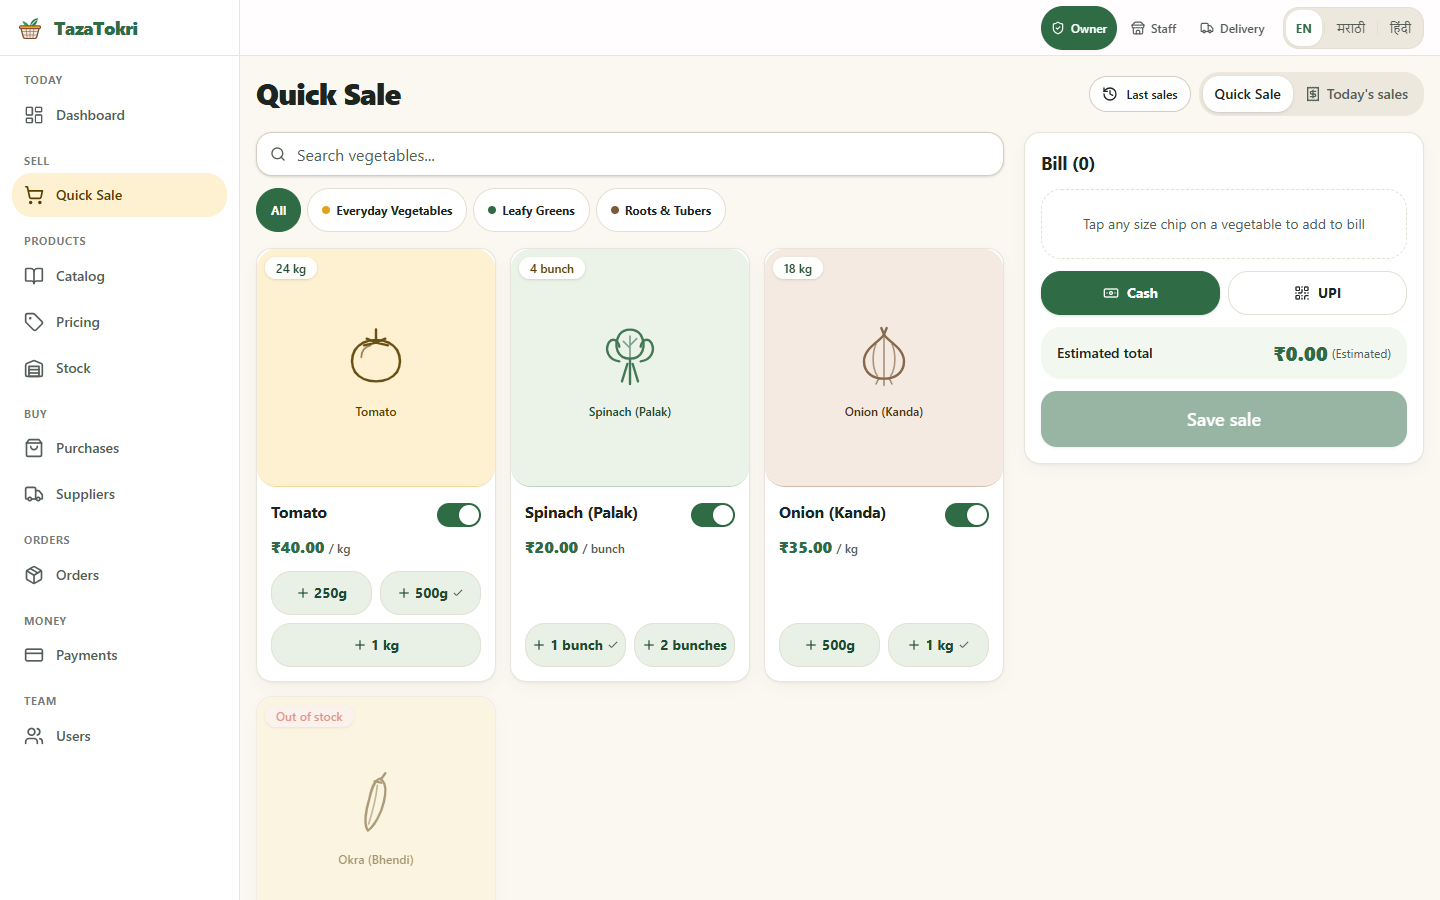 TazaTokri
Owner
Staff
Delivery
EN
मराठी
हिंदी
TODAY
Dashboard
SELL
Quick Sale
PRODUCTS
Catalog
Pricing
Stock
BUY
Purchases
Suppliers
ORDERS
Orders
MONEY
Payments
TEAM
Users
Quick Sale
Last sales
Quick Sale
Today's sales
Search vegetables...
All
Everyday Vegetables
Leafy Greens
Roots & Tubers
24 kg
Tomato
Tomato
₹40.00 / kg
+ 250g
+ 500g ✓
+ 1 kg
4 bunch
Spinach (Palak)
Spinach (Palak)
₹20.00 / bunch
+ 1 bunch ✓
+ 2 bunches
18 kg
Onion (Kanda)
Onion (Kanda)
₹35.00 / kg
+ 500g
+ 1 kg ✓
Out of stock
Okra (Bhendi)
Bill (0)
Tap any size chip on a vegetable to add to bill
Cash
UPI
Estimated total
₹0.00 (Estimated)
Save sale